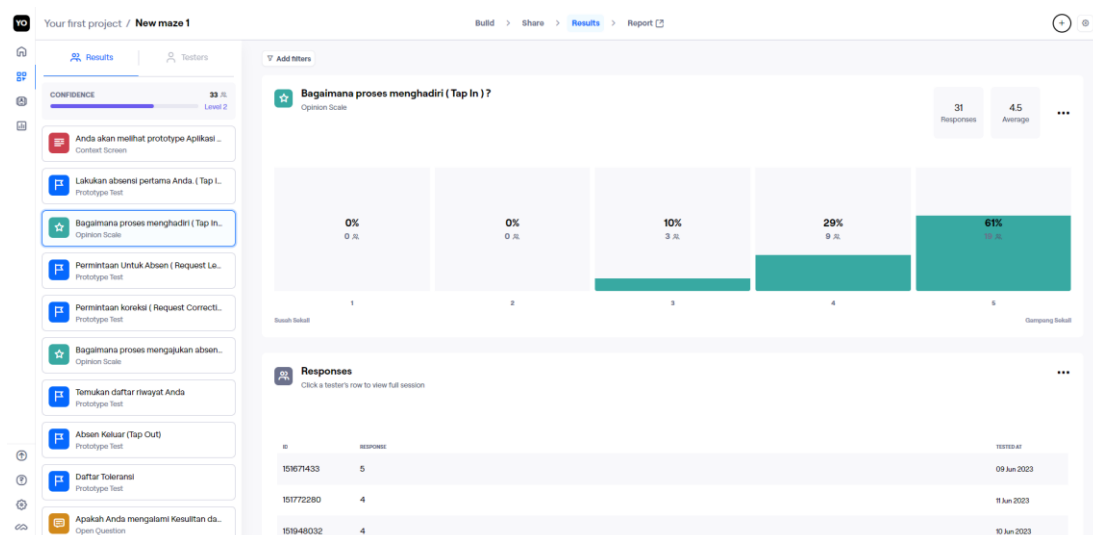 YO
Your first project / New maze 1
Build > Share > Results > Report
Results
Testers
CONFIDENCE
33
Level 2
Anda akan melihat prototype Aplikasi ...
Context Screen
Lakukan absensi pertama Anda. ( Tap I...
Prototype Test
Bagaimana proses menghadiri ( Tap In...
Opinion Scale
Permintaan Untuk Absen ( Request Le...
Prototype Test
Permintaan koreksi ( Request Correcti...
Prototype Test
Bagaimana proses mengajukan absen...
Opinion Scale
Temukan daftar riwayat Anda
Prototype Test
Absen Keluar (Tap Out)
Prototype Test
Daftar Toleransi
Prototype Test
Apakah Anda mengalami Kesulitan da...
Open Question
Add filters
Bagaimana proses menghadiri ( Tap In ) ?
Opinion Scale
31
Responses
4.5
Average
0%
0
0%
0
10%
3
29%
9
61%
19
1
2
3
4
5
Susah Sekali
Gampang Sekali
Responses
Click a tester's row to view full session
ID
RESPONSE
TESTED AT
151671433
5
09 Jun 2023
151772280
4
11 Jun 2023
151948032
4
10 Jun 2023